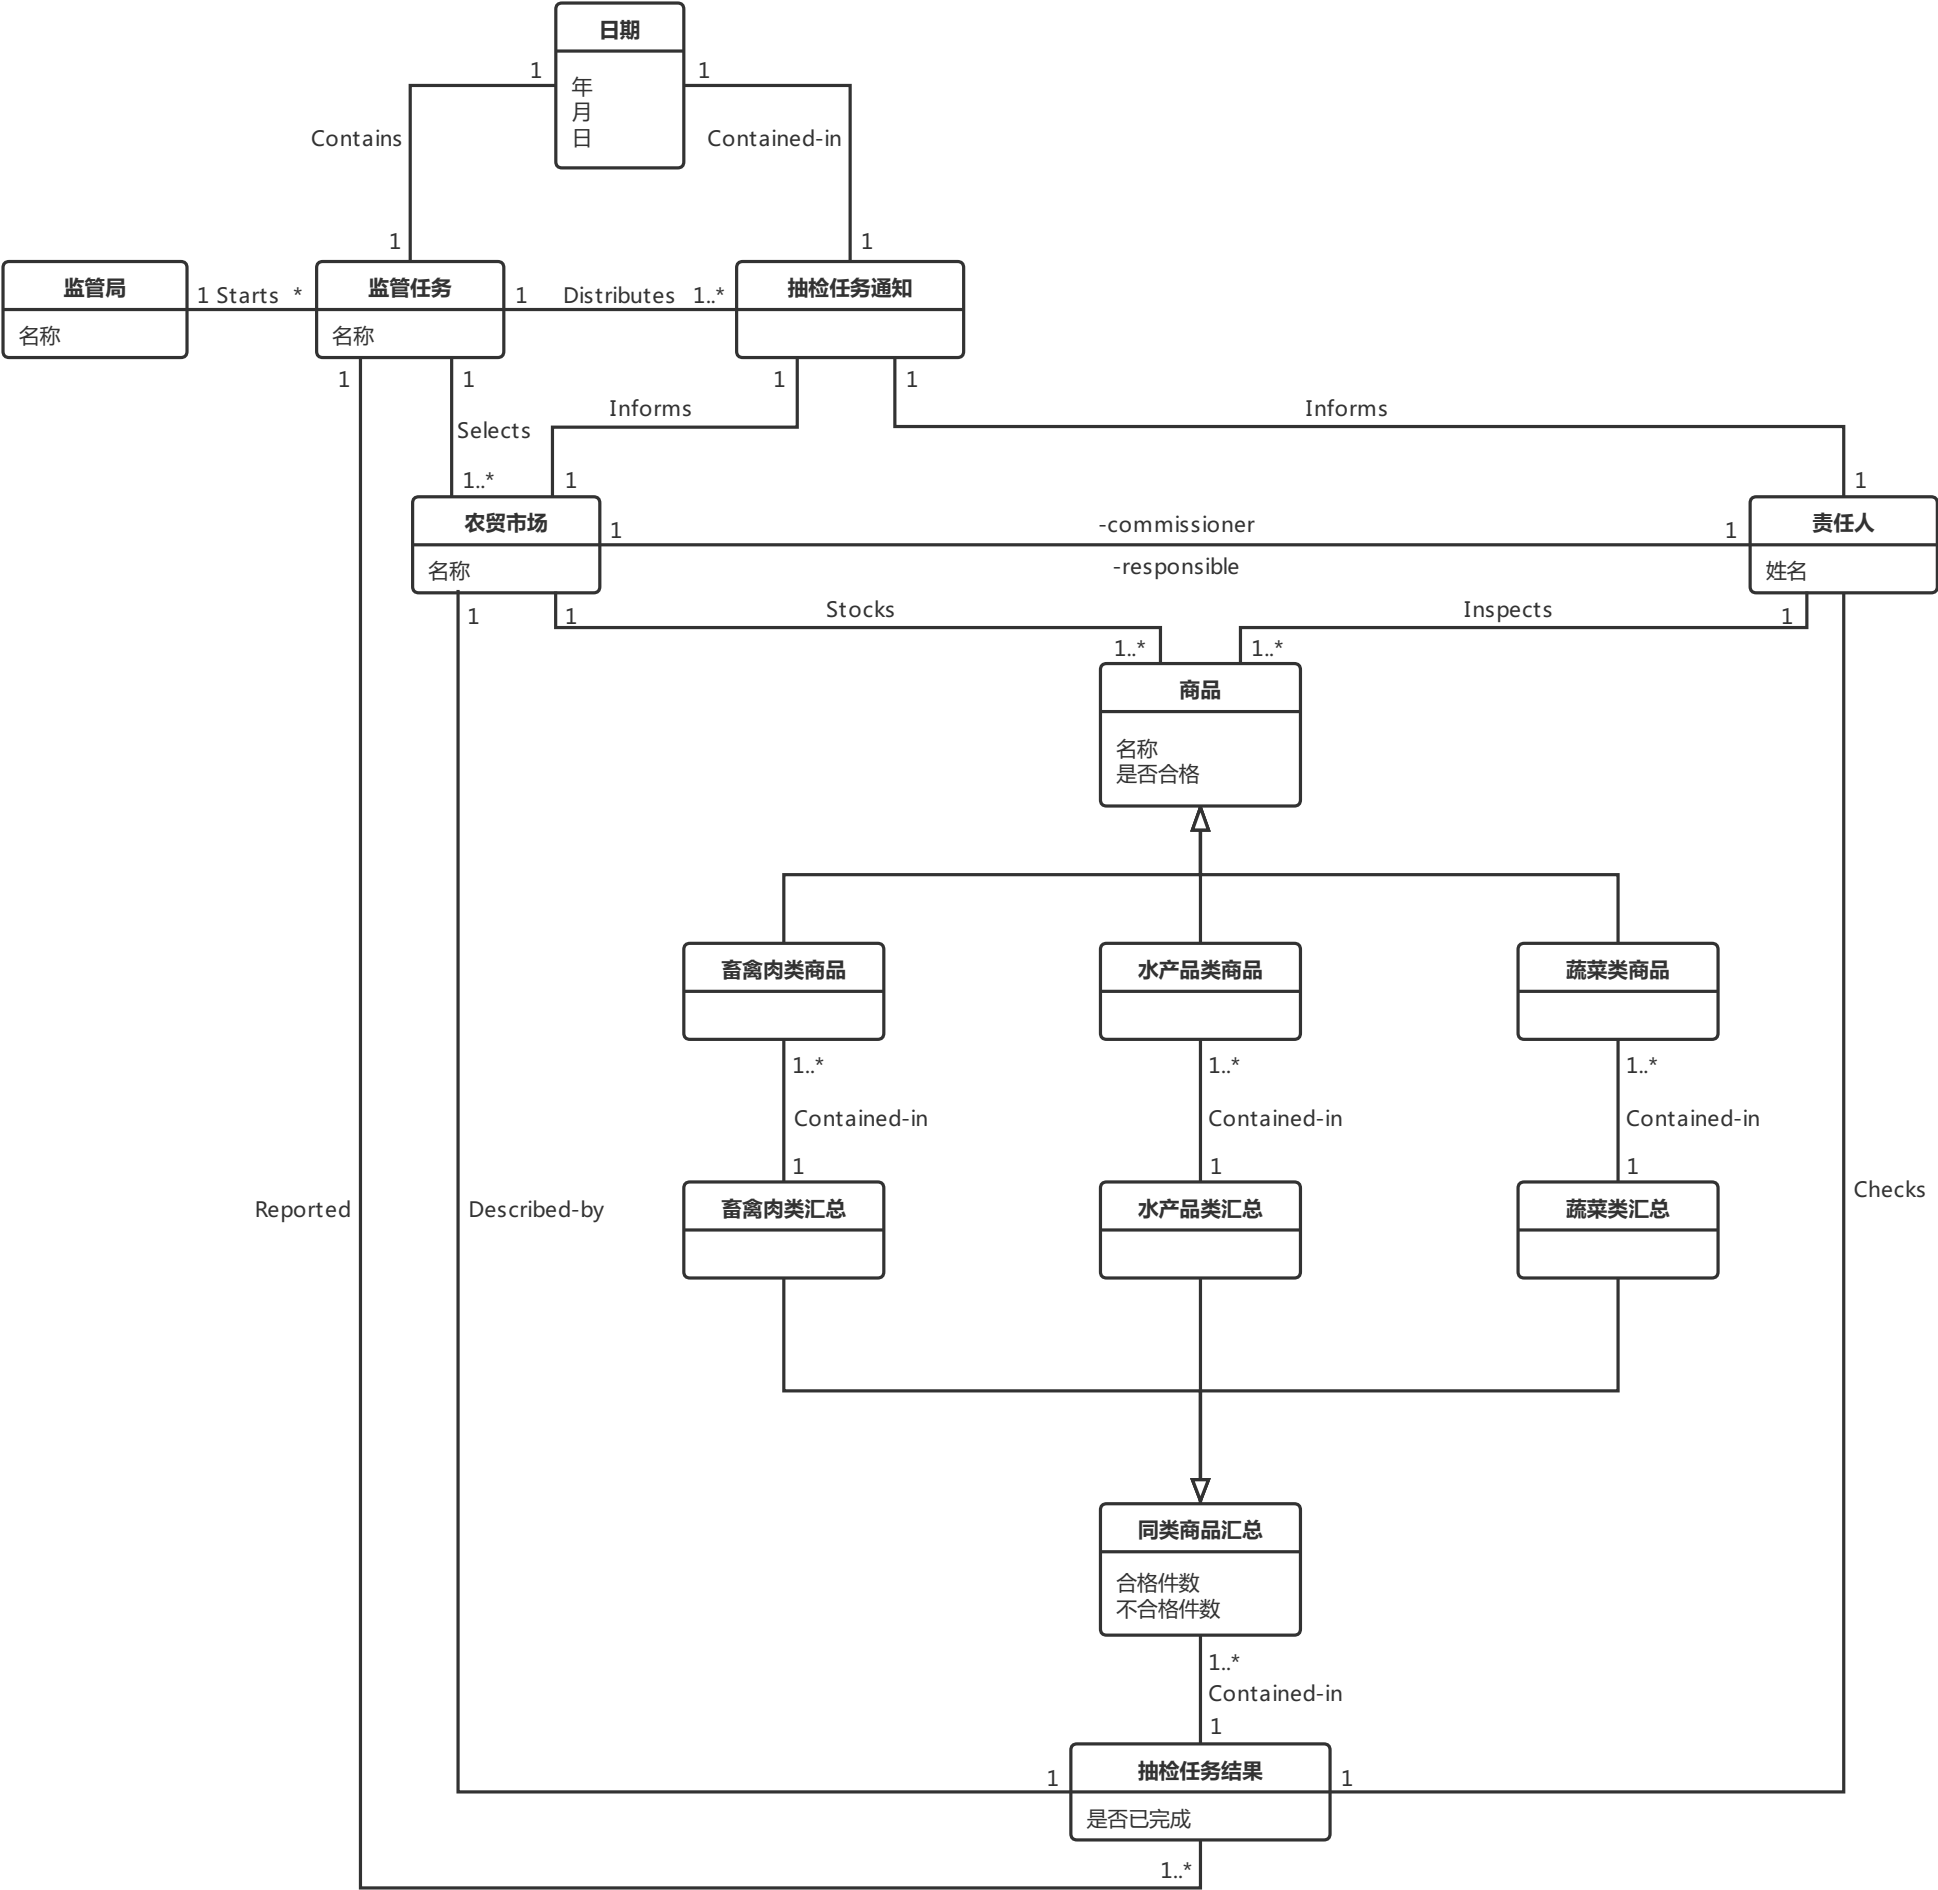 日期
年
月
日
1
1
Contains
Contained-in
1
1
监管局
名称
1 Starts *
监管任务
名称
1 Distributes 1..*
抽检任务通知
1
1
1
1
Informs
Informs
Selects
1..*
1
1
农贸市场
名称
1
-commissioner
1
-responsible
责任人
姓名
1
1
Stocks
Inspects
1
1..*
1..*
商品
名称
是否合格
畜禽肉类商品
水产品类商品
蔬菜类商品
1..*
1..*
1..*
Contained-in
Contained-in
Contained-in
1
1
1
畜禽肉类汇总
水产品类汇总
蔬菜类汇总
Reported
Described-by
Checks
同类商品汇总
合格件数
不合格件数
1..*
Contained-in
1
抽检任务结果
是否已完成
1
1
1..*